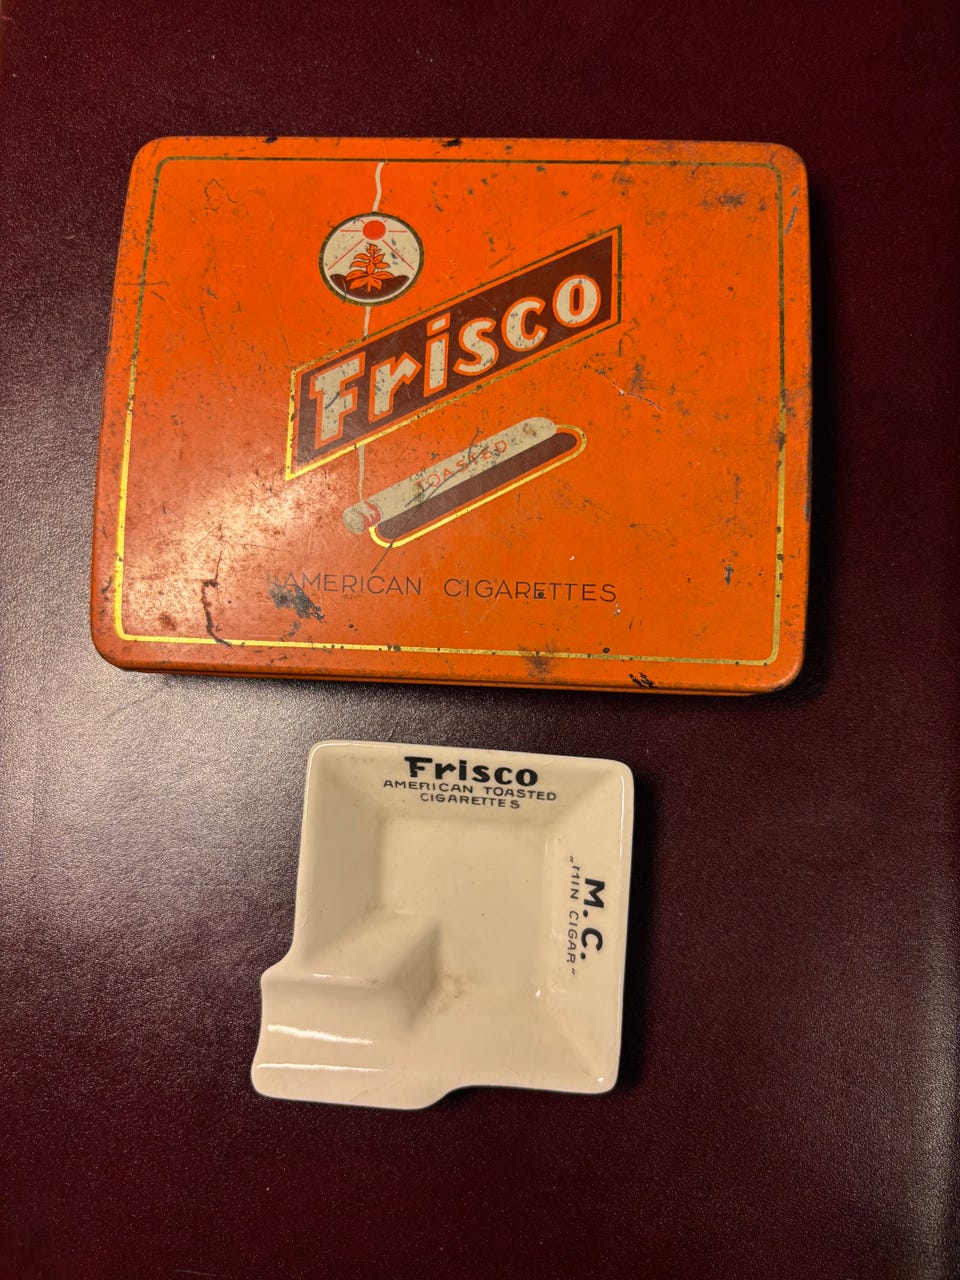 Frisco
TOASTED
AMERICAN CIGARETTES
Frisco
AMERICAN TOASTED
CIGARETTES
M.C.
„MIN CIGAR”